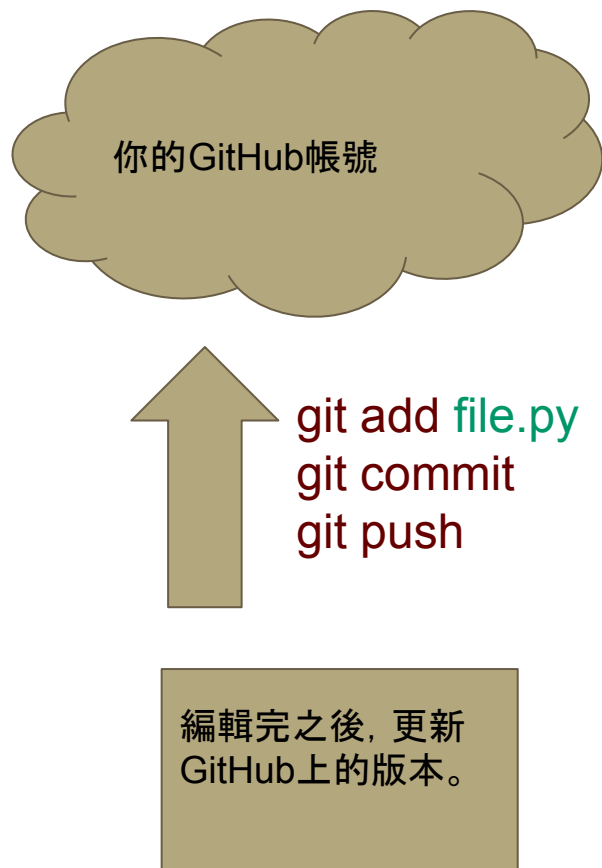 你的GitHub帳號
git add file.py
git commit
git push
編輯完之後，更新
GitHub上的版本。